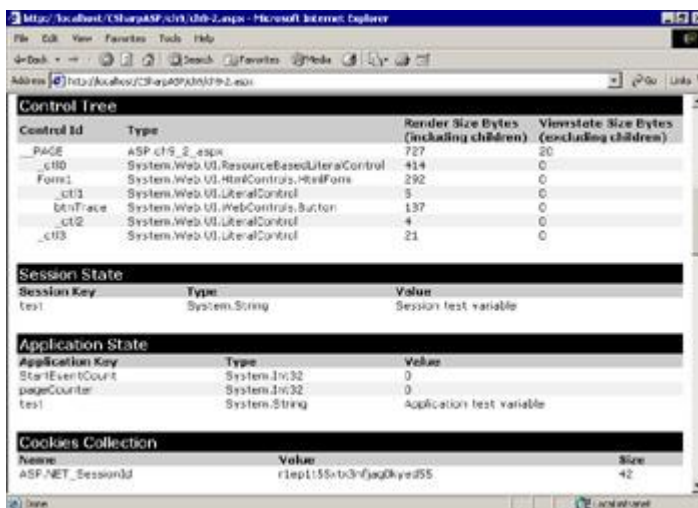 http://localhost/CSharpASP/ch9/ch9-2.aspx - Microsoft Internet Explorer
File Edit View Favorites Tools Help
Back Search Favorites Media
Address http://localhost/CSharpASP/ch9/ch9-2.aspx Go Links
Control Tree
Control Id Type Render Size Bytes (including children) Viewstate Size Bytes (excluding children)
__PAGE ASP.ch9_2_aspx 727 20
_ctl0 System.Web.UI.ResourceBasedLiteralControl 414 0
Form1 System.Web.UI.HtmlControls.HtmlForm 292 0
_ctl1 System.Web.UI.LiteralControl 5 0
btnTrace System.Web.UI.WebControls.Button 137 0
_ctl2 System.Web.UI.LiteralControl 4 0
_ctl3 System.Web.UI.LiteralControl 21 0
Session State
Session Key Type Value
test System.String Session test variable
Application State
Application Key Type Value
StartEventCount System.Int32 0
pageCounter System.Int32 0
test System.String Application test variable
Cookies Collection
Name Value Size
ASP.NET_SessionId 42
Done Local intranet